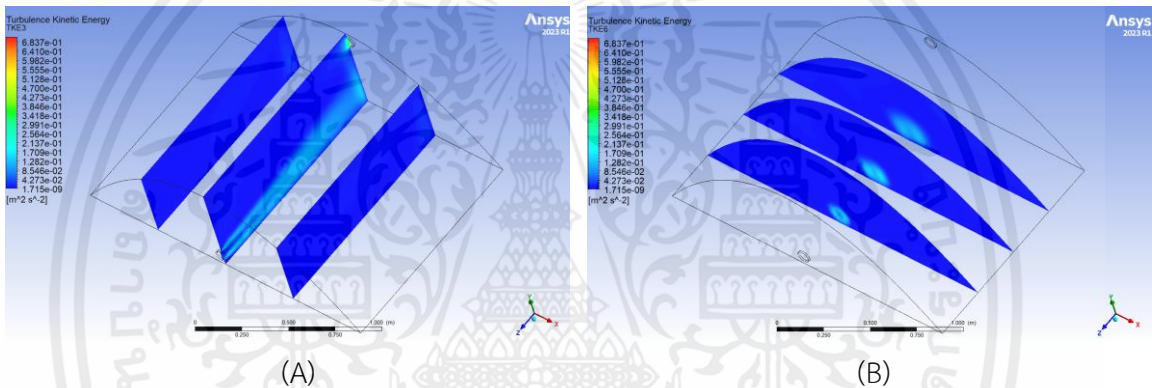 Turbulence Kinetic Energy
TKE3
6.837e-01
6.410e-01
5.982e-01
5.555e-01
5.128e-01
4.700e-01
4.273e-01
3.846e-01
3.418e-01
2.991e-01
2.564e-01
2.137e-01
1.709e-01
1.282e-01
8.546e-02
4.273e-02
1.715e-09
[m^2 s^-2]
Ansys
2023 R1
Y
X
Z
0
0.500
1.000 (m)
0.250
0.750
(A)
Turbulence Kinetic Energy
TKE6
6.837e-01
6.410e-01
5.982e-01
5.555e-01
5.128e-01
4.700e-01
4.273e-01
3.846e-01
3.418e-01
2.991e-01
2.564e-01
2.137e-01
1.709e-01
1.282e-01
8.546e-02
4.273e-02
1.715e-09
[m^2 s^-2]
Ansys
2023 R1
Y
X
Z
0
0.500
1.000 (m)
0.250
0.750
(B)